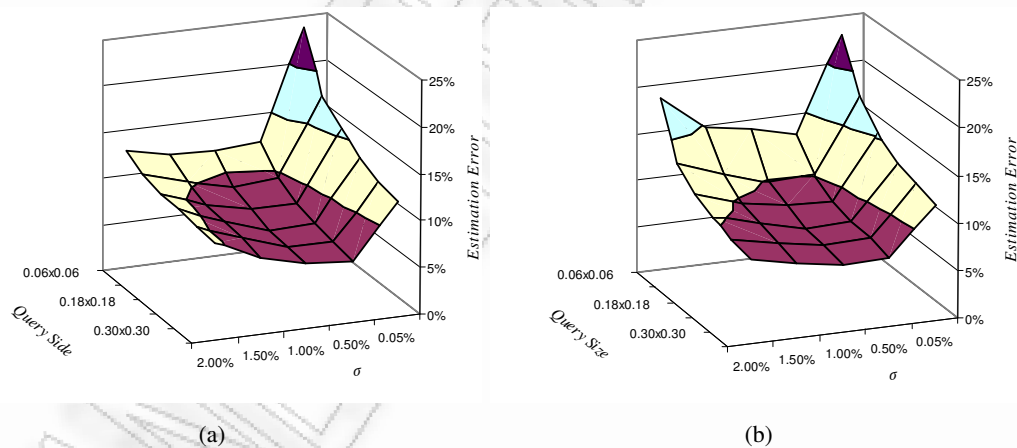 25%
20%
15%
10%
5%
0%
Estimation Error
0.06x0.06
0.18x0.18
0.30x0.30
Query Side
2.00%
1.50%
1.00%
0.50%
0.05%
σ
(a)
25%
20%
15%
10%
5%
0%
Estimation Error
0.06x0.06
0.18x0.18
0.30x0.30
Query Size
2.00%
1.50%
1.00%
0.50%
0.05%
σ
(b)